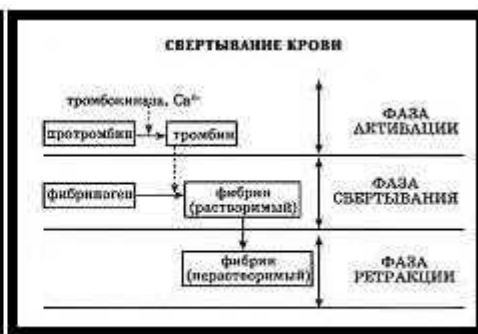 СВЕРТЫВАНИЕ КРОВИ
тромбокиназа, Ca²⁺
протромбин
тромбин
ФАЗА
АКТИВАЦИИ
фибриноген
фибрин
(растворимый)
ФАЗА
СВЕРТЫВАНИЯ
фибрин
(нерастворимый)
ФАЗА
РЕТРАКЦИИ